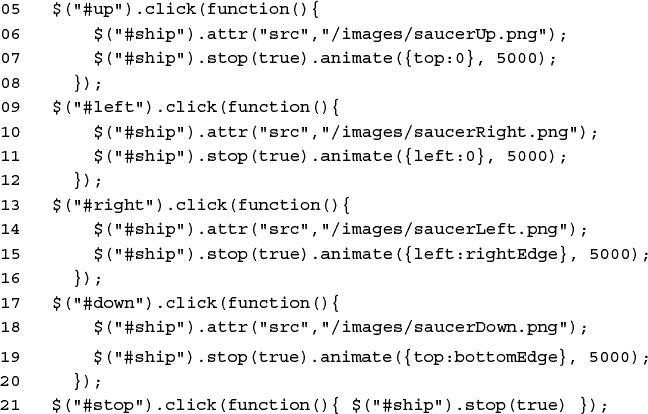 05   $("#up").click(function(){
06       $("#ship").attr("src","/images/saucerUp.png");
07       $("#ship").stop(true).animate({top:0}, 5000);
08     });
09   $("#left").click(function(){
10       $("#ship").attr("src","/images/saucerRight.png");
11       $("#ship").stop(true).animate({left:0}, 5000);
12     });
13   $("#right").click(function(){
14       $("#ship").attr("src","/images/saucerLeft.png");
15       $("#ship").stop(true).animate({left:rightEdge}, 5000);
16     });
17   $("#down").click(function(){
18       $("#ship").attr("src","/images/saucerDown.png");
19       $("#ship").stop(true).animate({top:bottomEdge}, 5000);
20     });
21   $("#stop").click(function(){ $("#ship").stop(true) });